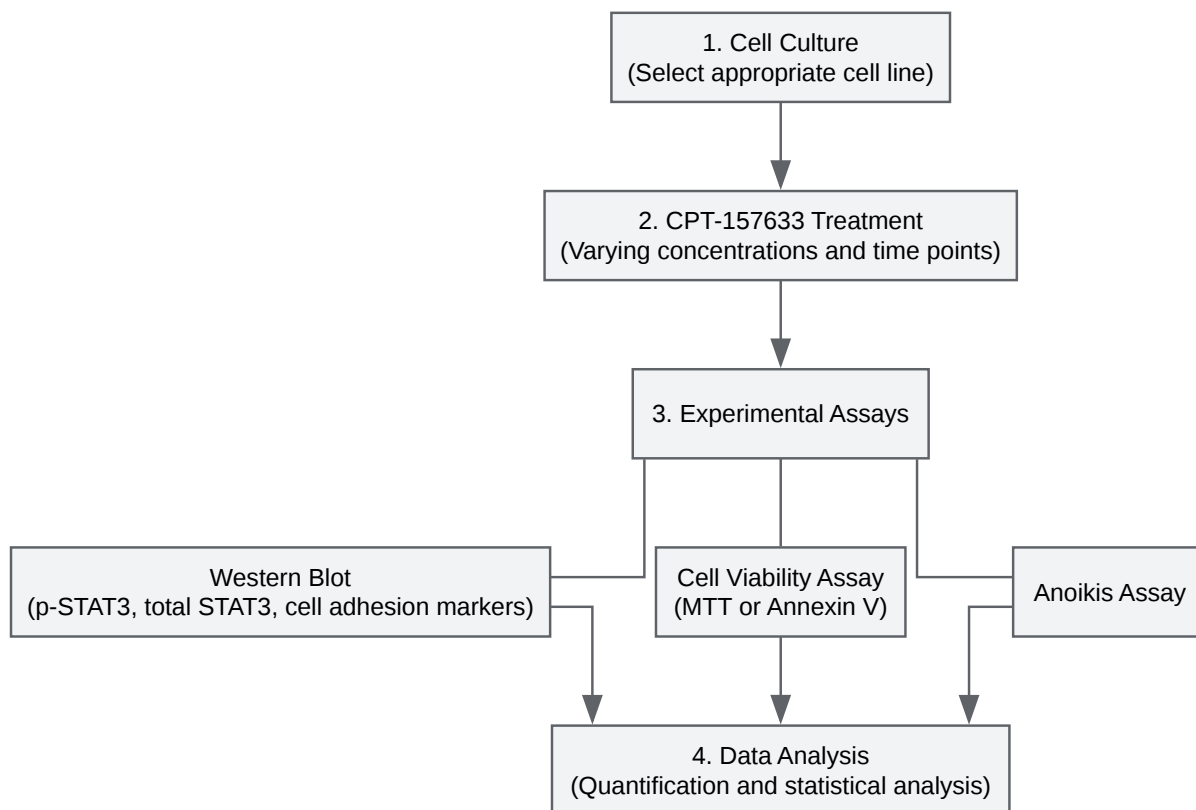 1. Cell Culture
(Select appropriate cell line)
2. CPT-157633 Treatment
(Varying concentrations and time points)
3. Experimental Assays
Western Blot
(p-STAT3, total STAT3, cell adhesion markers)
Cell Viability Assay
(MTT or Annexin V)
Anoikis Assay
4. Data Analysis
(Quantification and statistical analysis)